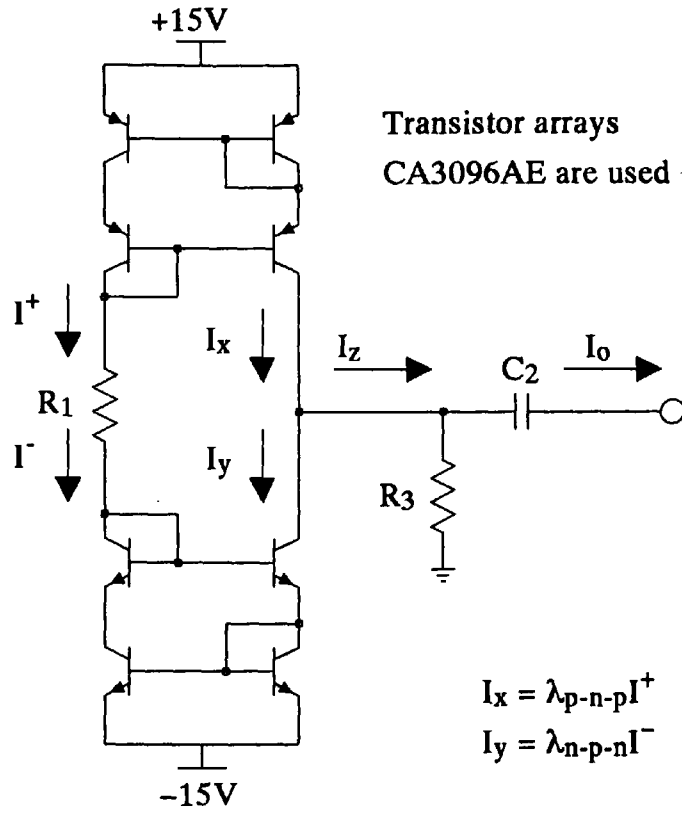 +15V
Transistor arrays
CA3096AE are used
I+
Ix
Iz
C2
Io
R1
I-
Iy
R3
Ix = λp-n-pI+
Iy = λn-p-nI-
−15V